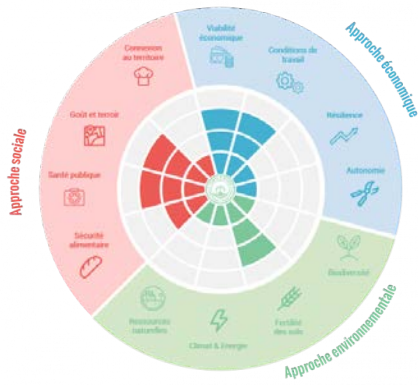 Viabilité
économique
Conditions de
travail
Résilience
Autonomie
Approche économique
Connexion
au territoire
Goût et terroir
Santé publique
Sécurité
alimentaire
Approche sociale
Biodiversité
Fertilité
des sols
Climat & Energie
Ressources
naturelles
Approche environnementale